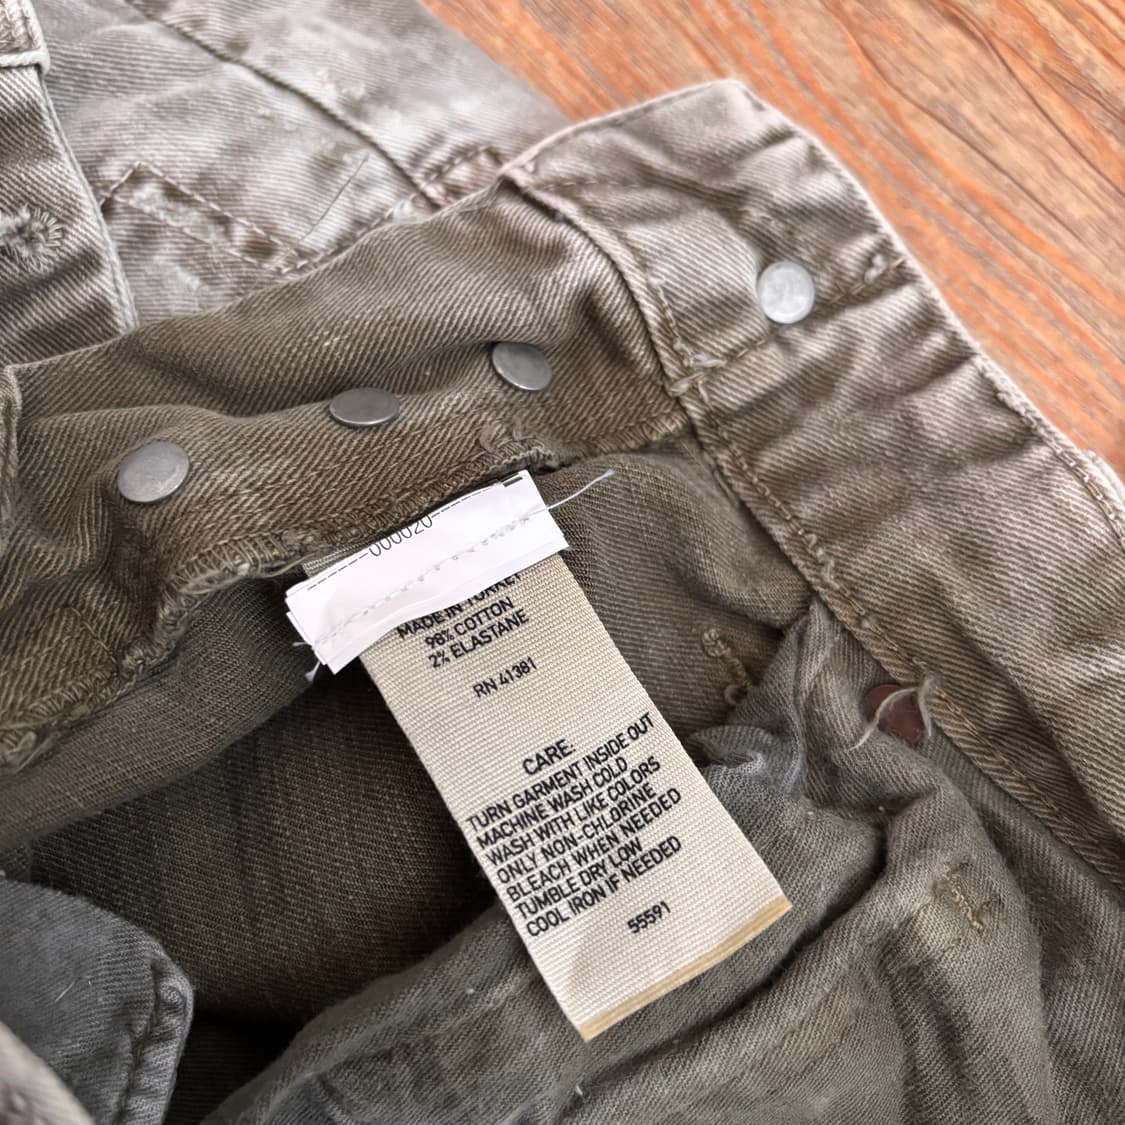 000020
MADE IN TURKEY
98% COTTON
2% ELASTANE
RN 41381
CARE:
TURN GARMENT INSIDE OUT
MACHINE WASH COLD
WASH WITH LIKE COLORS
ONLY NON-CHLORINE
BLEACH WHEN NEEDED
TUMBLE DRY LOW
COOL IRON IF NEEDED
55591